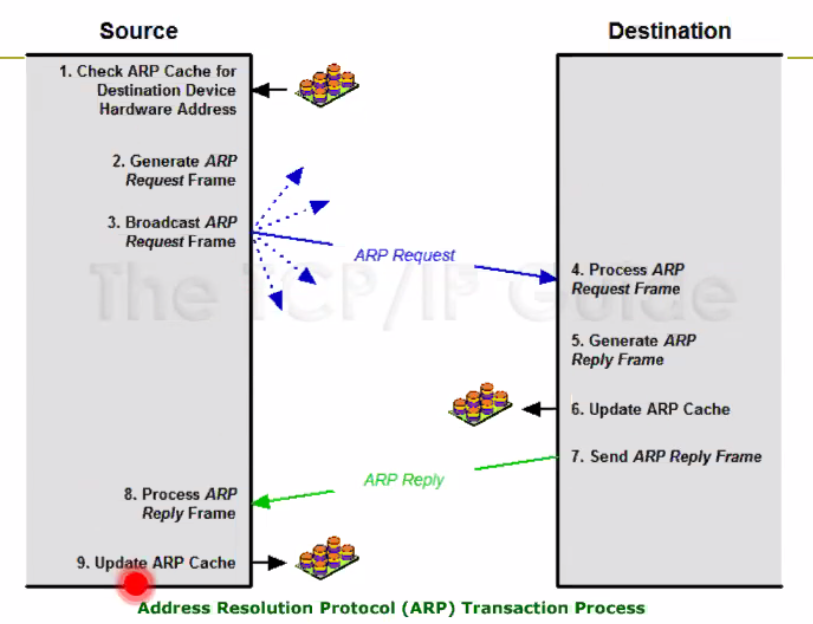 Source
Destination
1. Check ARP Cache for
Destination Device
Hardware Address
2. Generate ARP
Request Frame
3. Broadcast ARP
Request Frame
ARP Request
The TCP/IP Guide
4. Process ARP
Request Frame
5. Generate ARP
Reply Frame
6. Update ARP Cache
7. Send ARP Reply Frame
ARP Reply
8. Process ARP
Reply Frame
9. Update ARP Cache
Address Resolution Protocol (ARP) Transaction Process